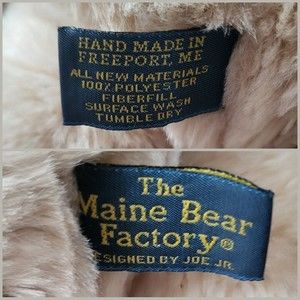 HAND MADE IN
FREEPORT, ME
ALL NEW MATERIALS
100% POLYESTER
FIBERFILL
SURFACE WASH
TUMBLE DRY
The
Maine Bear
Factory®
DESIGNED BY JOE JR.